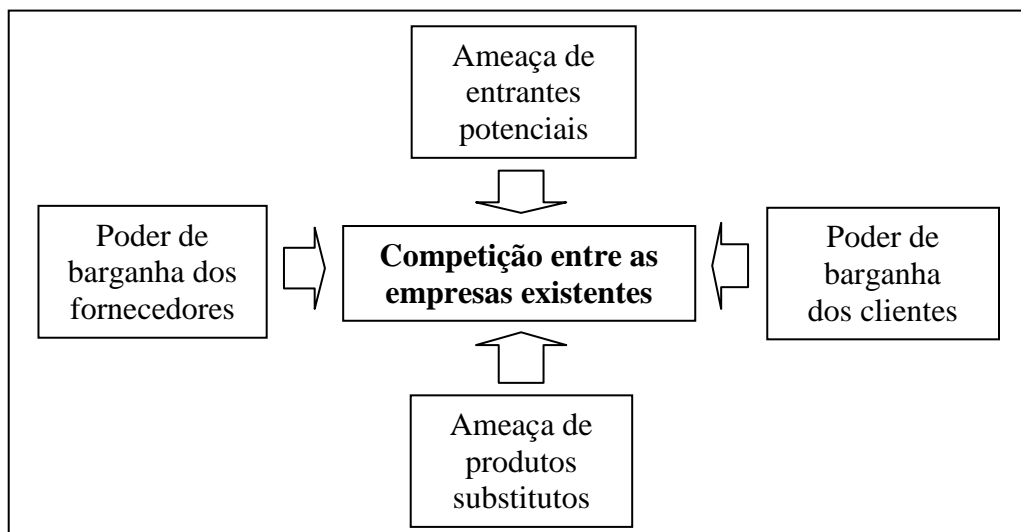 Ameaça de
entrantes
potenciais
Poder de
barganha dos
fornecedores
Competição entre as
empresas existentes
Poder de
barganha
dos clientes
Ameaça de
produtos
substitutos